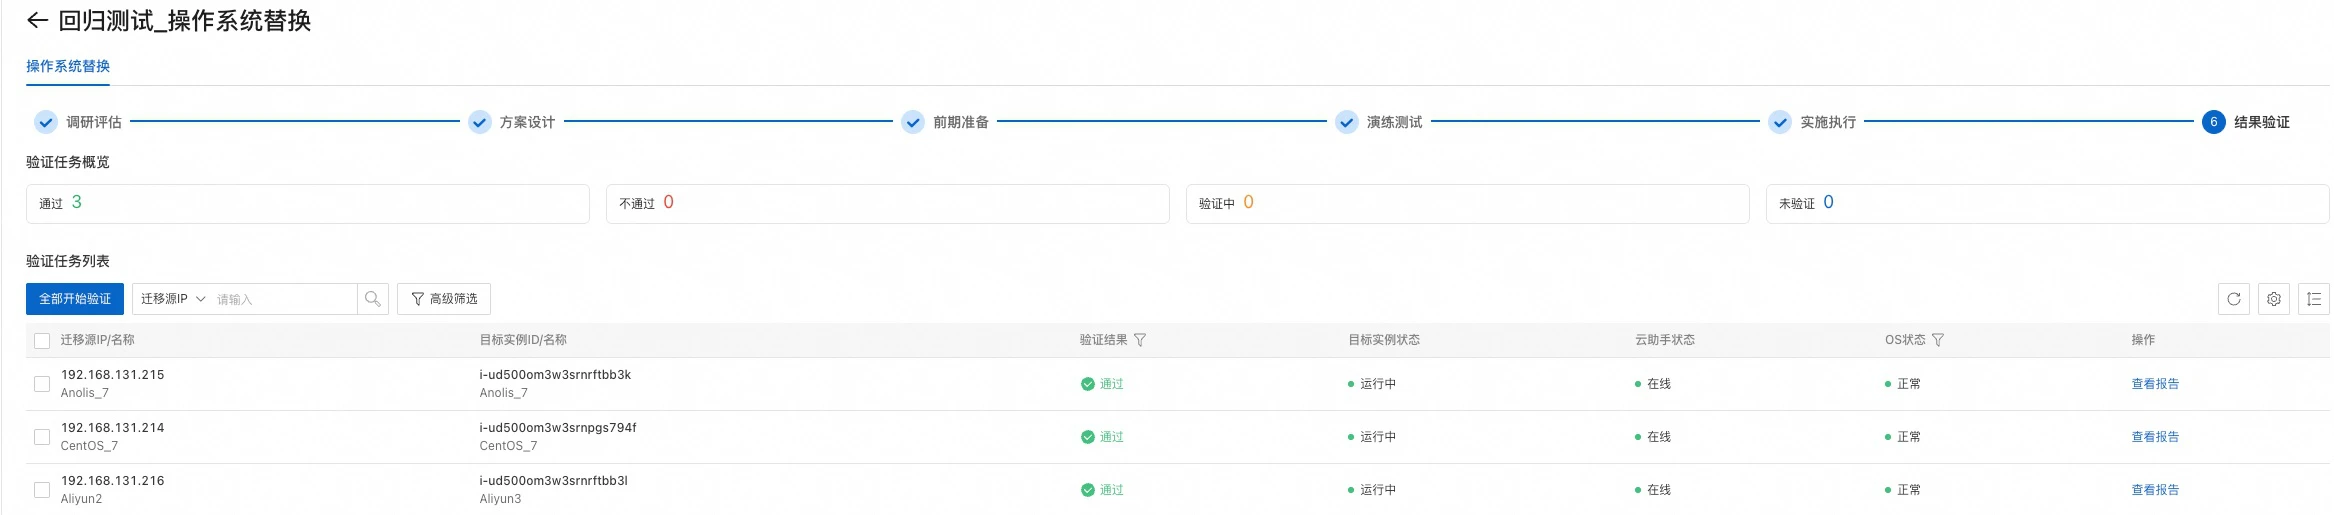 回归测试_操作系统替换
操作系统替换
调研评估 方案设计 前期准备 演练测试 实施执行 6 结果验证
验证任务概览
通过 3 不通过 0 验证中 0 未验证 0
验证任务列表
全部开始验证 迁移源IP 请输入 高级筛选
迁移源IP/名称 目标实例ID/名称 验证结果 目标实例状态 云助手状态 OS状态 操作
192.168.131.215 i-ud500om3w3srnrftbb3k 通过 运行中 在线 正常 查看报告
Anolis_7 Anolis_7
192.168.131.214 i-ud500om3w3srnpgs794f 通过 运行中 在线 正常 查看报告
CentOS_7 CentOS_7
192.168.131.216 i-ud500om3w3srnrftbb3l 通过 运行中 在线 正常 查看报告
Aliyun2 Aliyun3